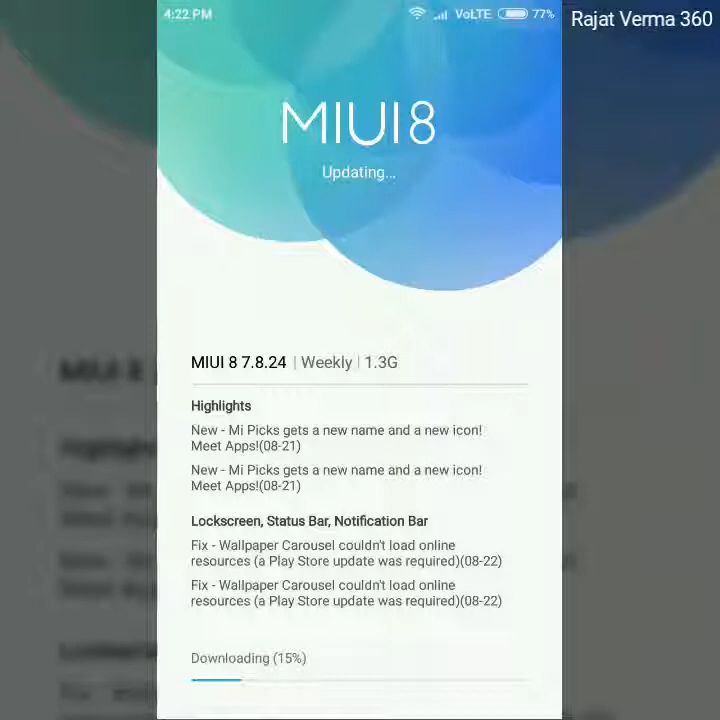 4:22 PM VoLTE 77% Rajat Verma 360
MIUI 8
Updating...
MIUI 8 7.8.24 | Weekly | 1.3G
Highlights
New - Mi Picks gets a new name and a new icon!
Meet Apps!(08-21)
New - Mi Picks gets a new name and a new icon!
Meet Apps!(08-21)
Lockscreen, Status Bar, Notification Bar
Fix - Wallpaper Carousel couldn't load online
resources (a Play Store update was required)(08-22)
Fix - Wallpaper Carousel couldn't load online
resources (a Play Store update was required)(08-22)
Downloading (15%)